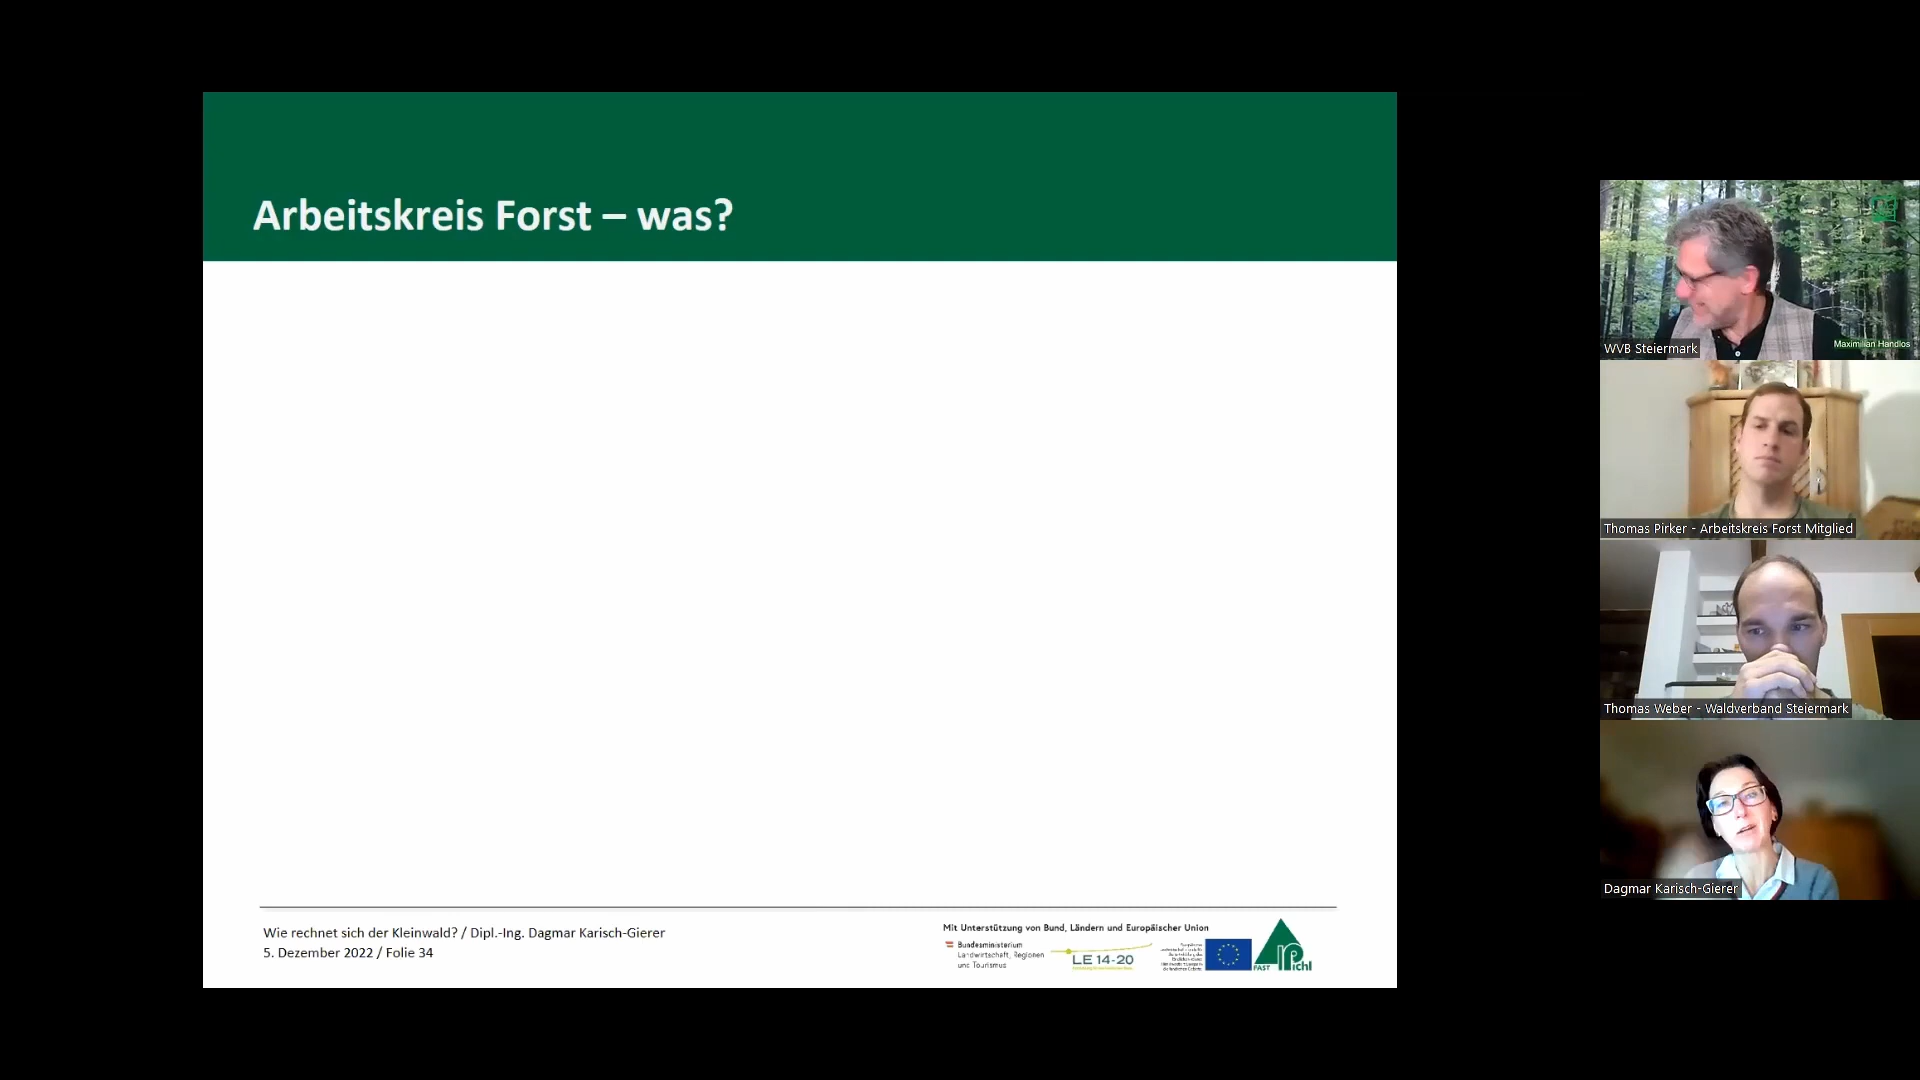 Arbeitskreis Forst – was?
Wie rechnet sich der Kleinwald? / Dipl.-Ing. Dagmar Karisch-Gierer
5. Dezember 2022 / Folie 34
Mit Unterstützung von Bund, Ländern und Europäischer Union
Bundesministerium
Landwirtschaft, Regionen
und Tourismus
LE 14-20
FAST Pichl
WVB Steiermark
Maximilian Handlos
Thomas Pirker - Arbeitskreis Forst Mitglied
Thomas Weber - Waldverband Steiermark
Dagmar Karisch-Gierer